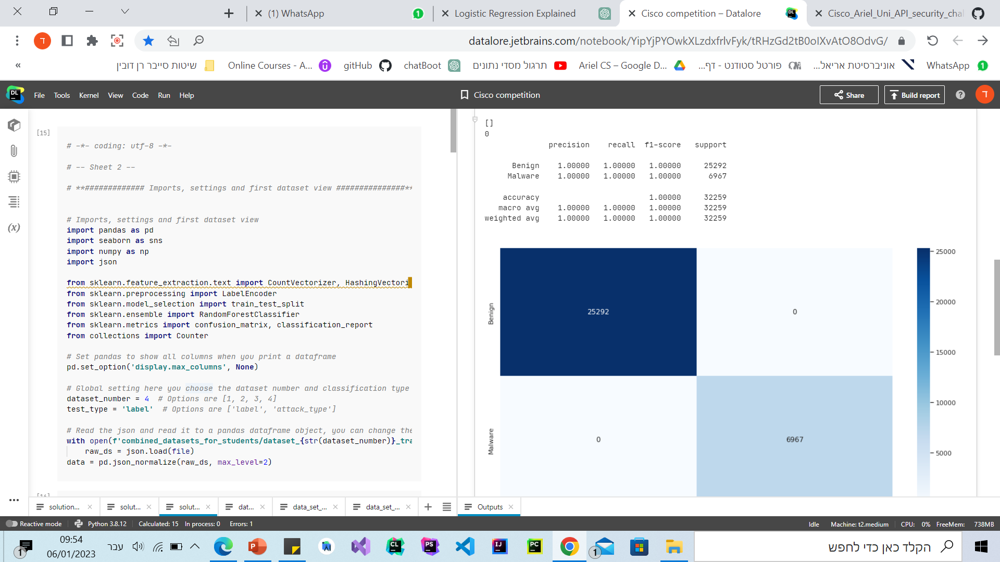 (1) WhatsApp
Logistic Regression Explained
Cisco competition – Datalore
Cisco_Ariel_Uni_API_security_chal
datalore.jetbrains.com/notebook/YipYjPYOwkXLzdxfrlvFyk/tRHzGd2tB0oIXvAtO8OdvG/
«
שיטות סייבר רן דובין
Online Courses - A...
gitHub
chatBoot
תרגול מסדי נתונים
Ariel CS – Google D...
פורטל סטודנט - דף...
אוניברסיטת אריאל...
WhatsApp
DL
File Tools Kernel View Code Run Help
Cisco competition
Share
Build report
ד
[15]
# -*- coding: utf-8 -*-
# -- Sheet 2 --
# **############# Imports, settings and first dataset view ###############**
# Imports, settings and first dataset view
import pandas as pd
import seaborn as sns
import numpy as np
import json
from sklearn.feature_extraction.text import CountVectorizer, HashingVectori
from sklearn.preprocessing import LabelEncoder
from sklearn.model_selection import train_test_split
from sklearn.ensemble import RandomForestClassifier
from sklearn.metrics import confusion_matrix, classification_report
from collections import Counter
# Set pandas to show all columns when you print a dataframe
pd.set_option('display.max_columns', None)
# Global setting here you choose the dataset number and classification type
dataset_number = 4 # Options are [1, 2, 3, 4]
test_type = 'label' # Options are ['label', 'attack_type']
# Read the json and read it to a pandas dataframe object, you can change the
with open(f'combined_datasets_for_students/dataset_{str(dataset_number)}_tra
raw_ds = json.load(file)
data = pd.json_normalize(raw_ds, max_level=2)
[]
0
precision recall f1-score support
Benign 1.00000 1.00000 1.00000 25292
Malware 1.00000 1.00000 1.00000 6967
accuracy 1.00000 32259
macro avg 1.00000 1.00000 1.00000 32259
weighted avg 1.00000 1.00000 1.00000 32259
Benign
25292
0
Malware
0
6967
25000
20000
15000
10000
5000
solution...
solut...
solut...
dat...
data_set_...
data_set_...
Outputs
Reactive mode
Python 3.8.12
Calculated: 15
In process: 0
Errors: 1
Idle
Machine: t2.medium
CPU: 0%
FreeMem: 738MB
1
09:54
06/01/2023
עבר
CL
PS
IJ
PC
1
הקלד כאן כדי לחפש